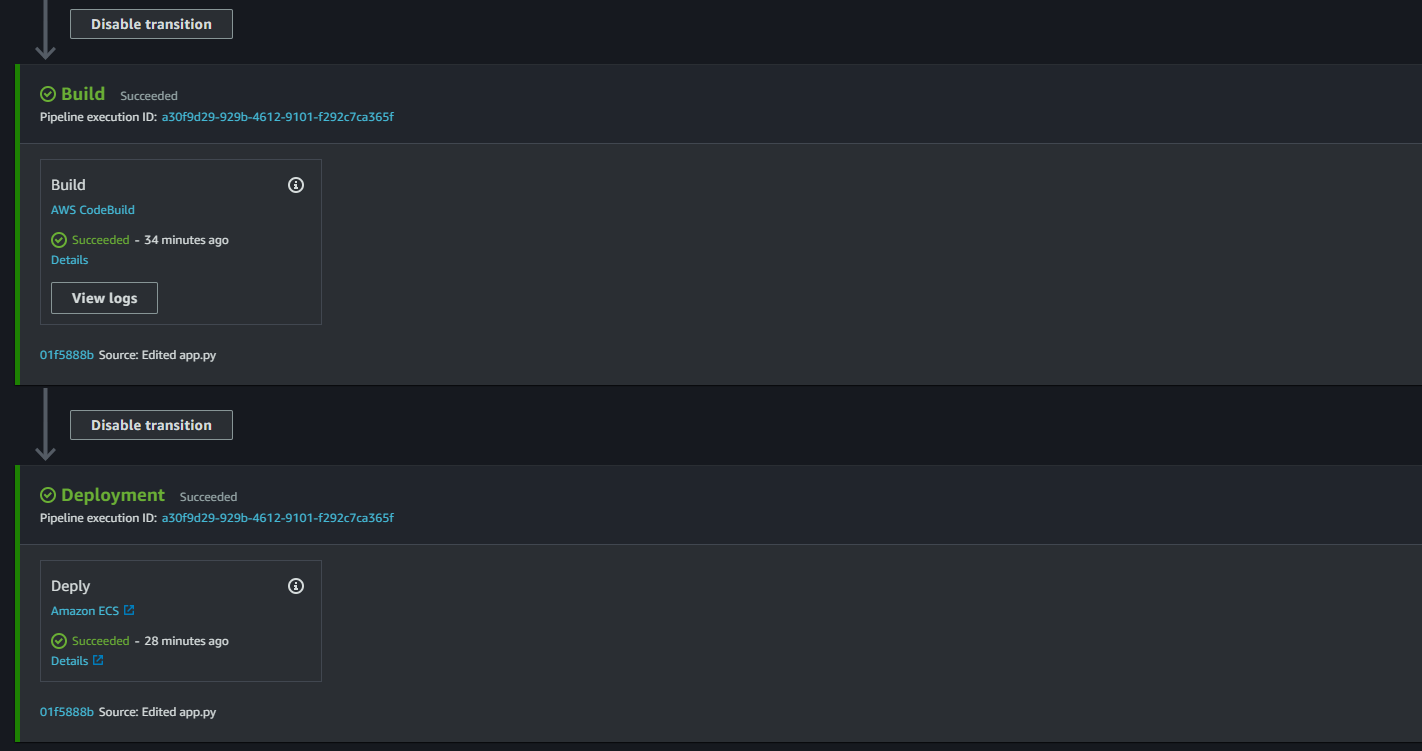 Disable transition
Build Succeeded
Pipeline execution ID: a30f9d29-929b-4612-9101-f292c7ca365f
Build
AWS CodeBuild
Succeeded - 34 minutes ago
Details
View logs
01f5888b Source: Edited app.py
Disable transition
Deployment Succeeded
Pipeline execution ID: a30f9d29-929b-4612-9101-f292c7ca365f
Deply
Amazon ECS
Succeeded - 28 minutes ago
Details
01f5888b Source: Edited app.py